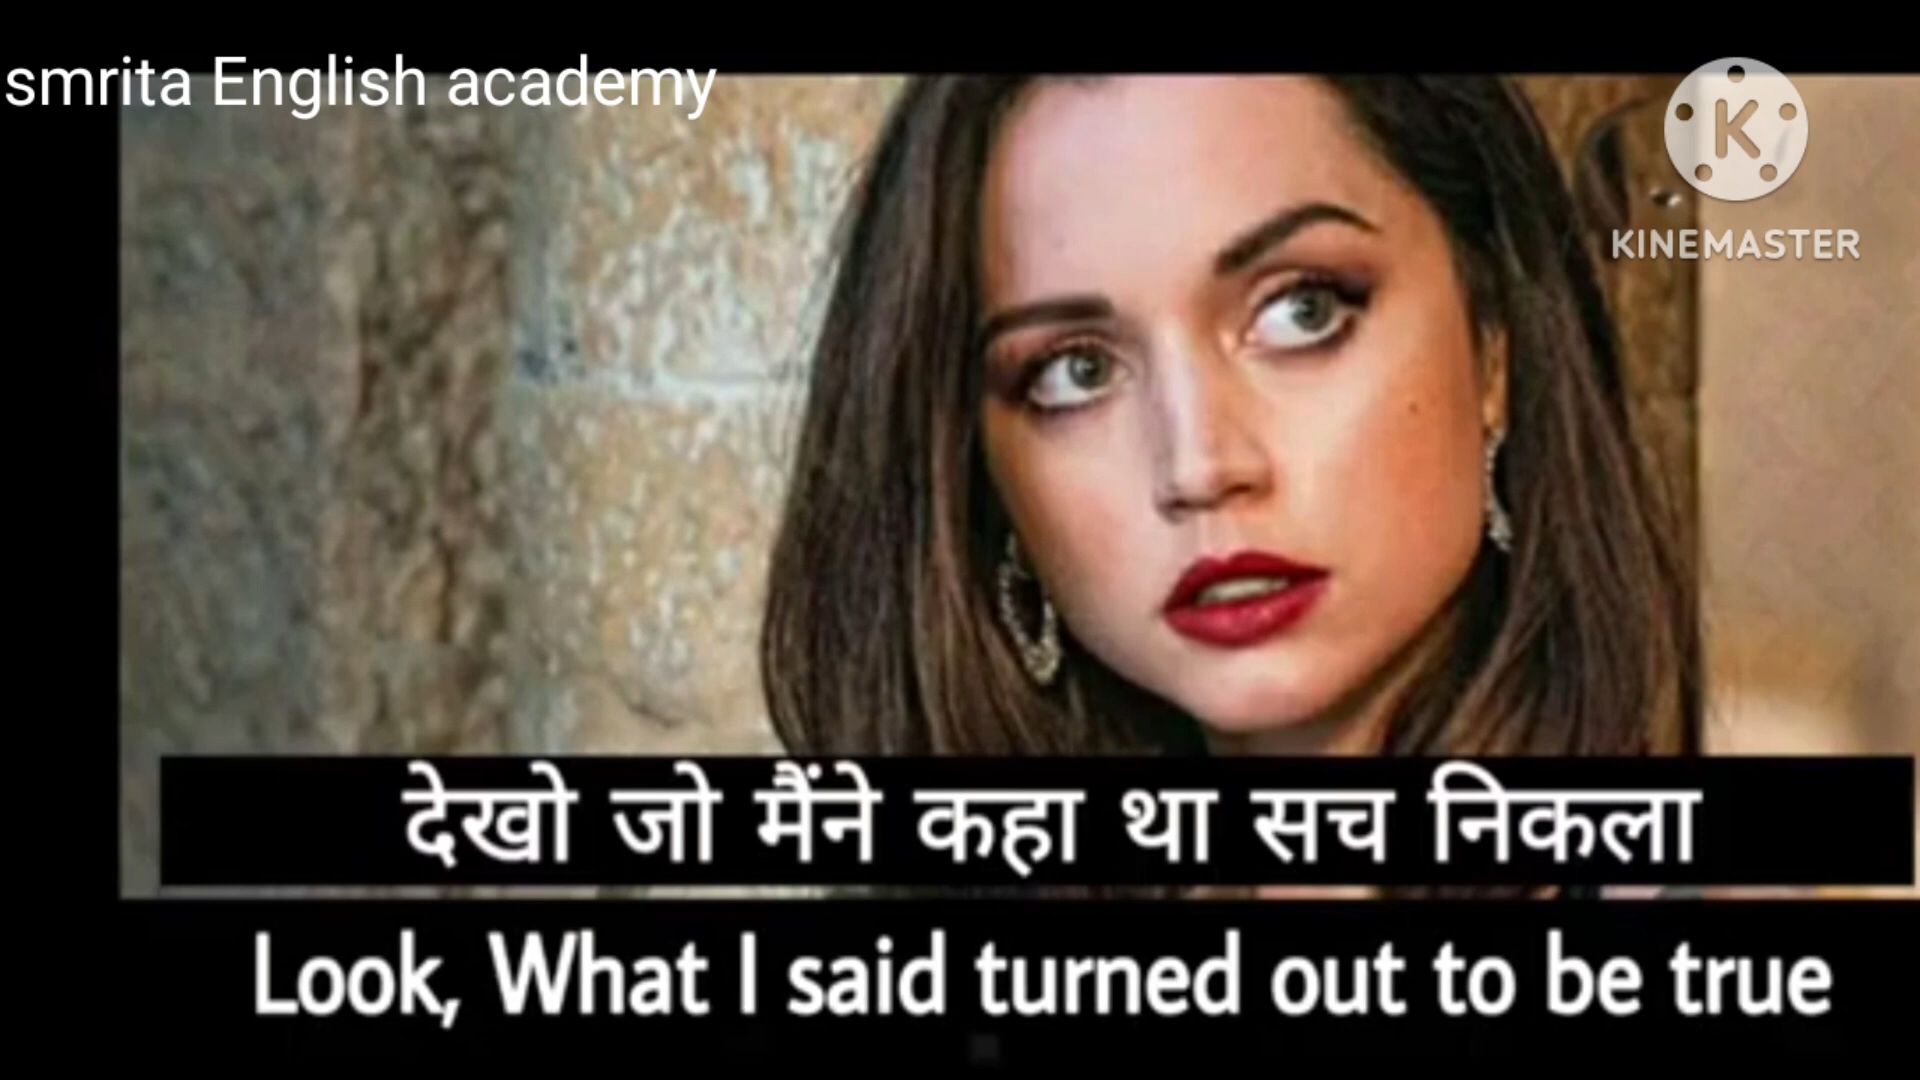 smrita English academy
K
KINEMASTER
देखो जो मैंने कहा था सच निकला
Look, What I said turned out to be true